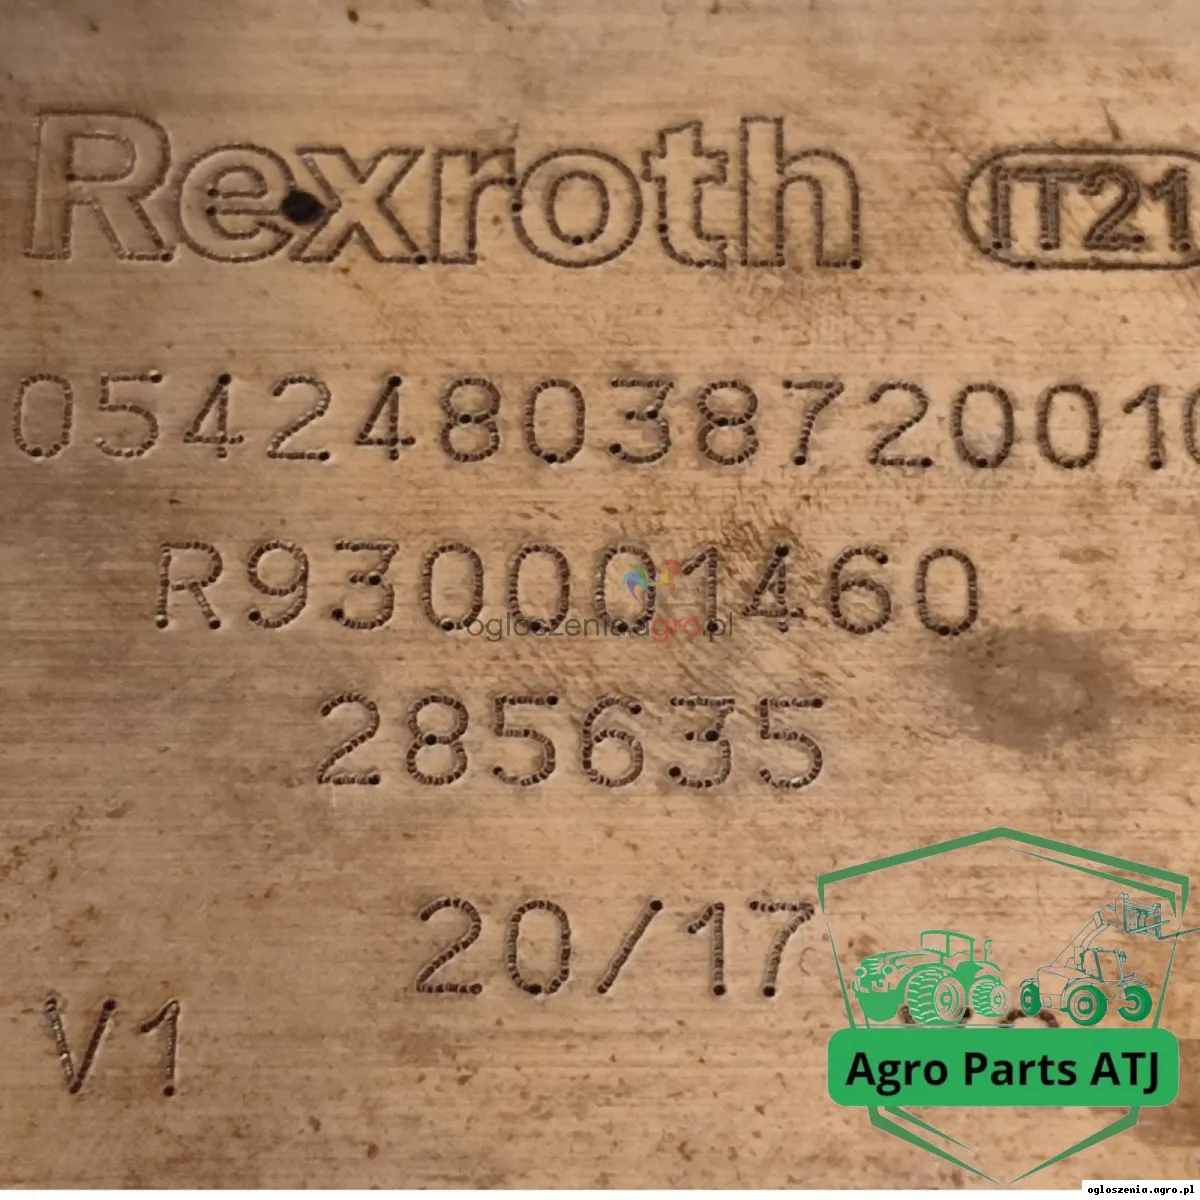 Rexroth IT21
054248038720010
R930001460
ogloszenia.agro.pl
285635
20/17
V1
Agro Parts ATJ
ogloszenia.agro.pl